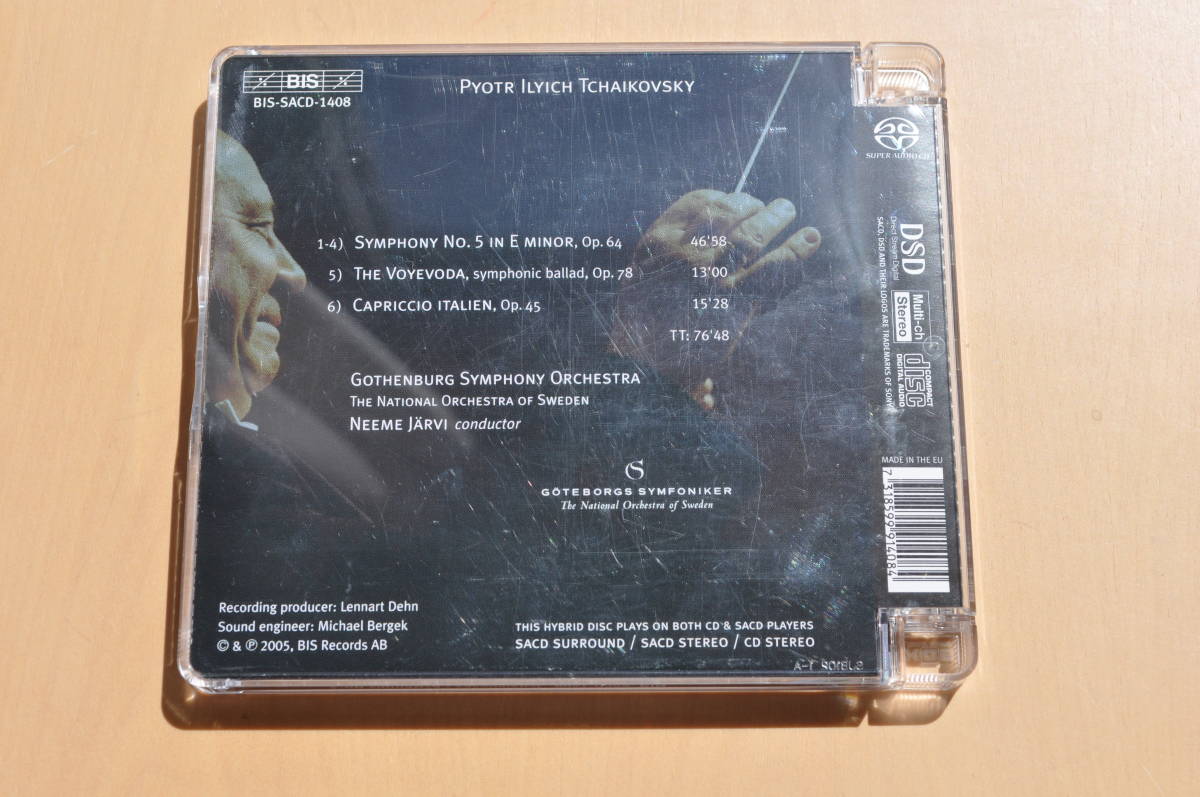 BIS
BIS-SACD-1408
PYOTR ILYICH TCHAIKOVSKY
1-4) SYMPHONY NO. 5 IN E MINOR, OP. 64 46'58
5) THE VOYEVODA, symphonic ballad, OP. 78 13'00
6) CAPRICCIO ITALIEN, OP. 45 15'28
TT: 76'48
GOTHENBURG SYMPHONY ORCHESTRA
THE NATIONAL ORCHESTRA OF SWEDEN
NEEME JÄRVI conductor
GÖTEBORGS SYMFONIKER
The National Orchestra of Sweden
Recording producer: Lennart Dehn
Sound engineer: Michael Bergek
© & ℗ 2005, BIS Records AB
THIS HYBRID DISC PLAYS ON BOTH CD & SACD PLAYERS
SACD SURROUND / SACD STEREO / CD STEREO
SUPER AUDIO CD
DSD
Direct Stream Digital
SACD, DSD AND THEIR LOGOS ARE TRADEMARKS OF SONY
Multi-ch
Stereo
COMPACT
disc
DIGITAL AUDIO
MADE IN THE EU
7 318599 914084